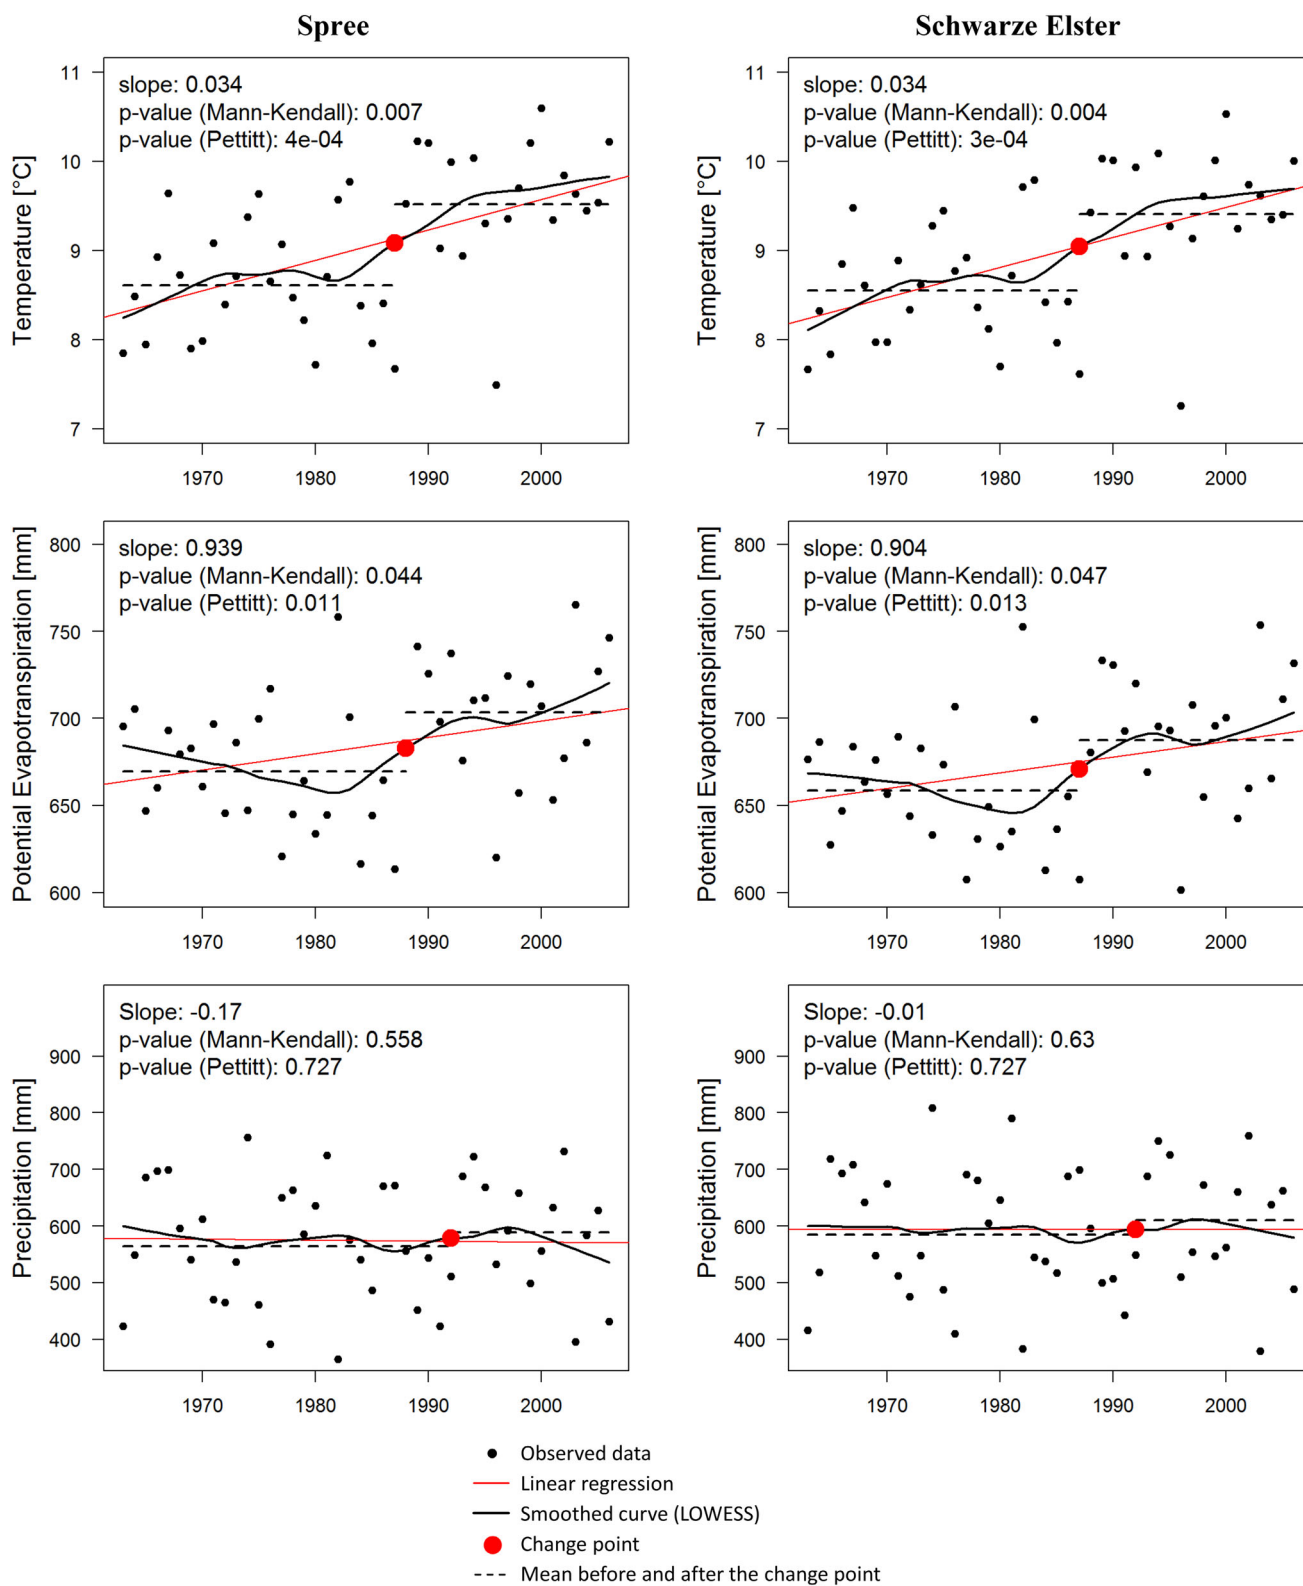 Spree
Schwarze Elster
slope: 0.034
p-value (Mann-Kendall): 0.007
p-value (Pettitt): 4e-04
Temperature [°C]
11
10
9
8
7
1970
1980
1990
2000
slope: 0.034
p-value (Mann-Kendall): 0.004
p-value (Pettitt): 3e-04
Temperature [°C]
11
10
9
8
7
1970
1980
1990
2000
slope: 0.939
p-value (Mann-Kendall): 0.044
p-value (Pettitt): 0.011
Potential Evapotranspiration [mm]
800
750
700
650
600
1970
1980
1990
2000
slope: 0.904
p-value (Mann-Kendall): 0.047
p-value (Pettitt): 0.013
Potential Evapotranspiration [mm]
800
750
700
650
600
1970
1980
1990
2000
Slope: -0.17
p-value (Mann-Kendall): 0.558
p-value (Pettitt): 0.727
Precipitation [mm]
900
800
700
600
500
400
1970
1980
1990
2000
Slope: -0.01
p-value (Mann-Kendall): 0.63
p-value (Pettitt): 0.727
Precipitation [mm]
900
800
700
600
500
400
1970
1980
1990
2000
Observed data
Linear regression
Smoothed curve (LOWESS)
Change point
Mean before and after the change point